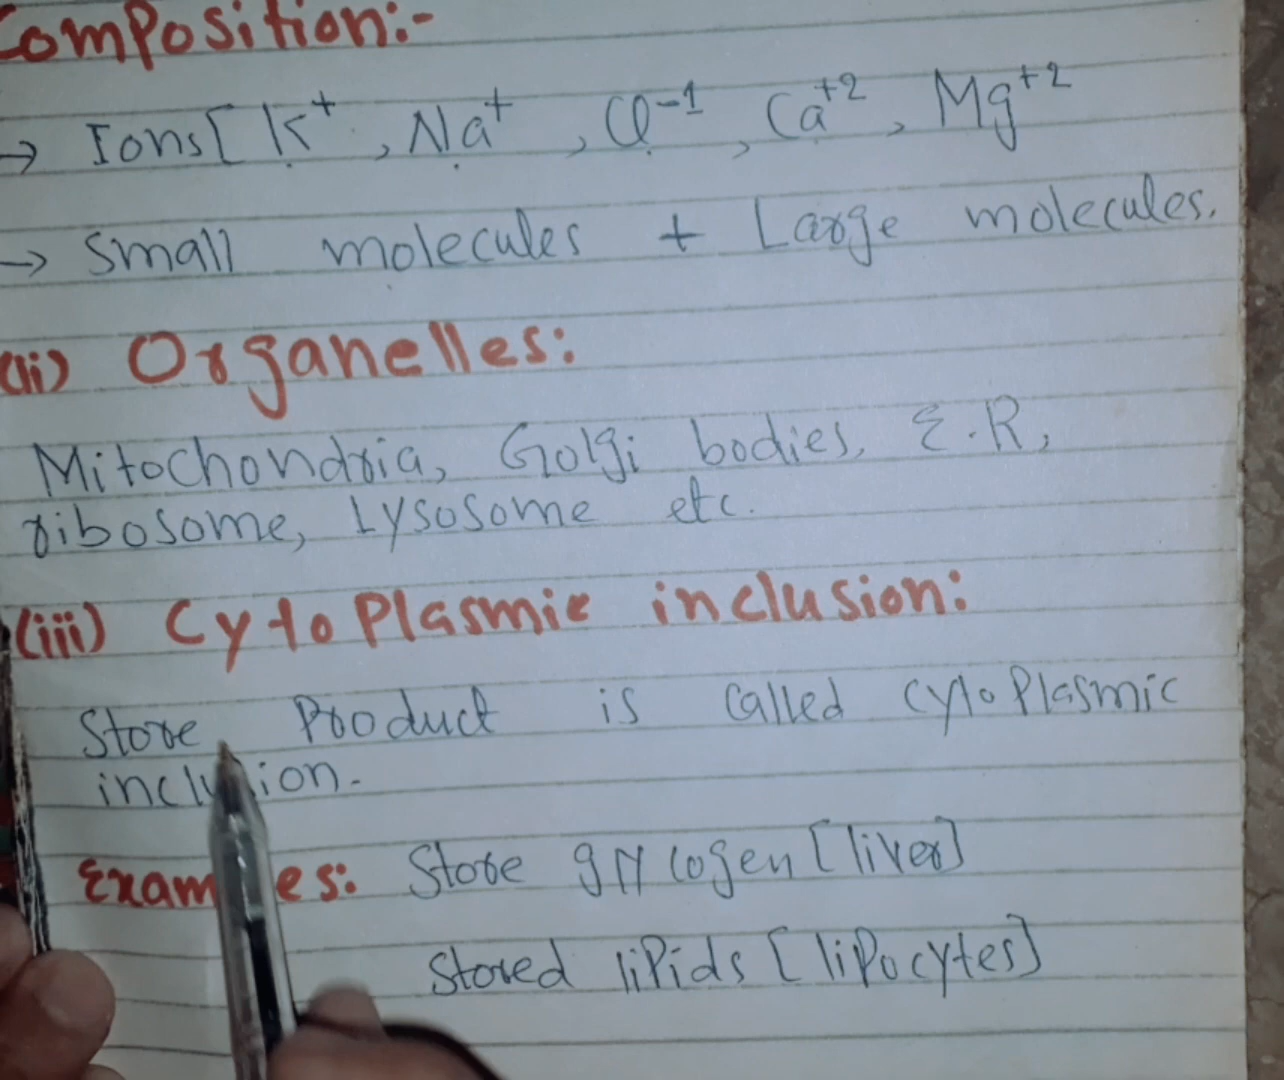 Composition:-
→ Ions[ K⁺, Na⁺, Cl⁻¹, Ca⁺², Mg⁺²
→ Small molecules + Large molecules.
(ii) Organelles:
Mitochondria, Golgi bodies, E.R,
ribosome, Lysosome etc.
(iii) CytoPlasmic inclusion:
Store Product is called CytoPlasmic
inclusion-
Examples: Store glycogen [liver]
Stored liPids [liPocytes]